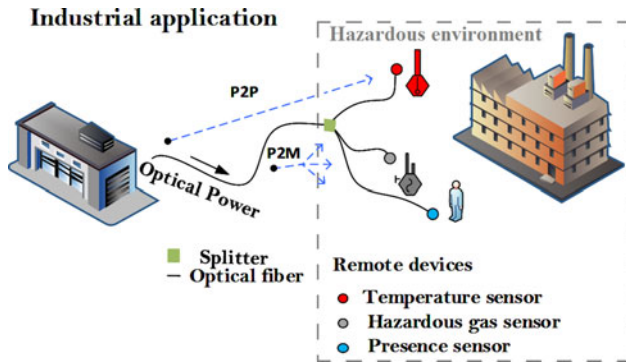 Industrial application
Hazardous environment
P2P
P2M
Optical Power
Splitter
Optical fiber
Remote devices
Temperature sensor
Hazardous gas sensor
Presence sensor